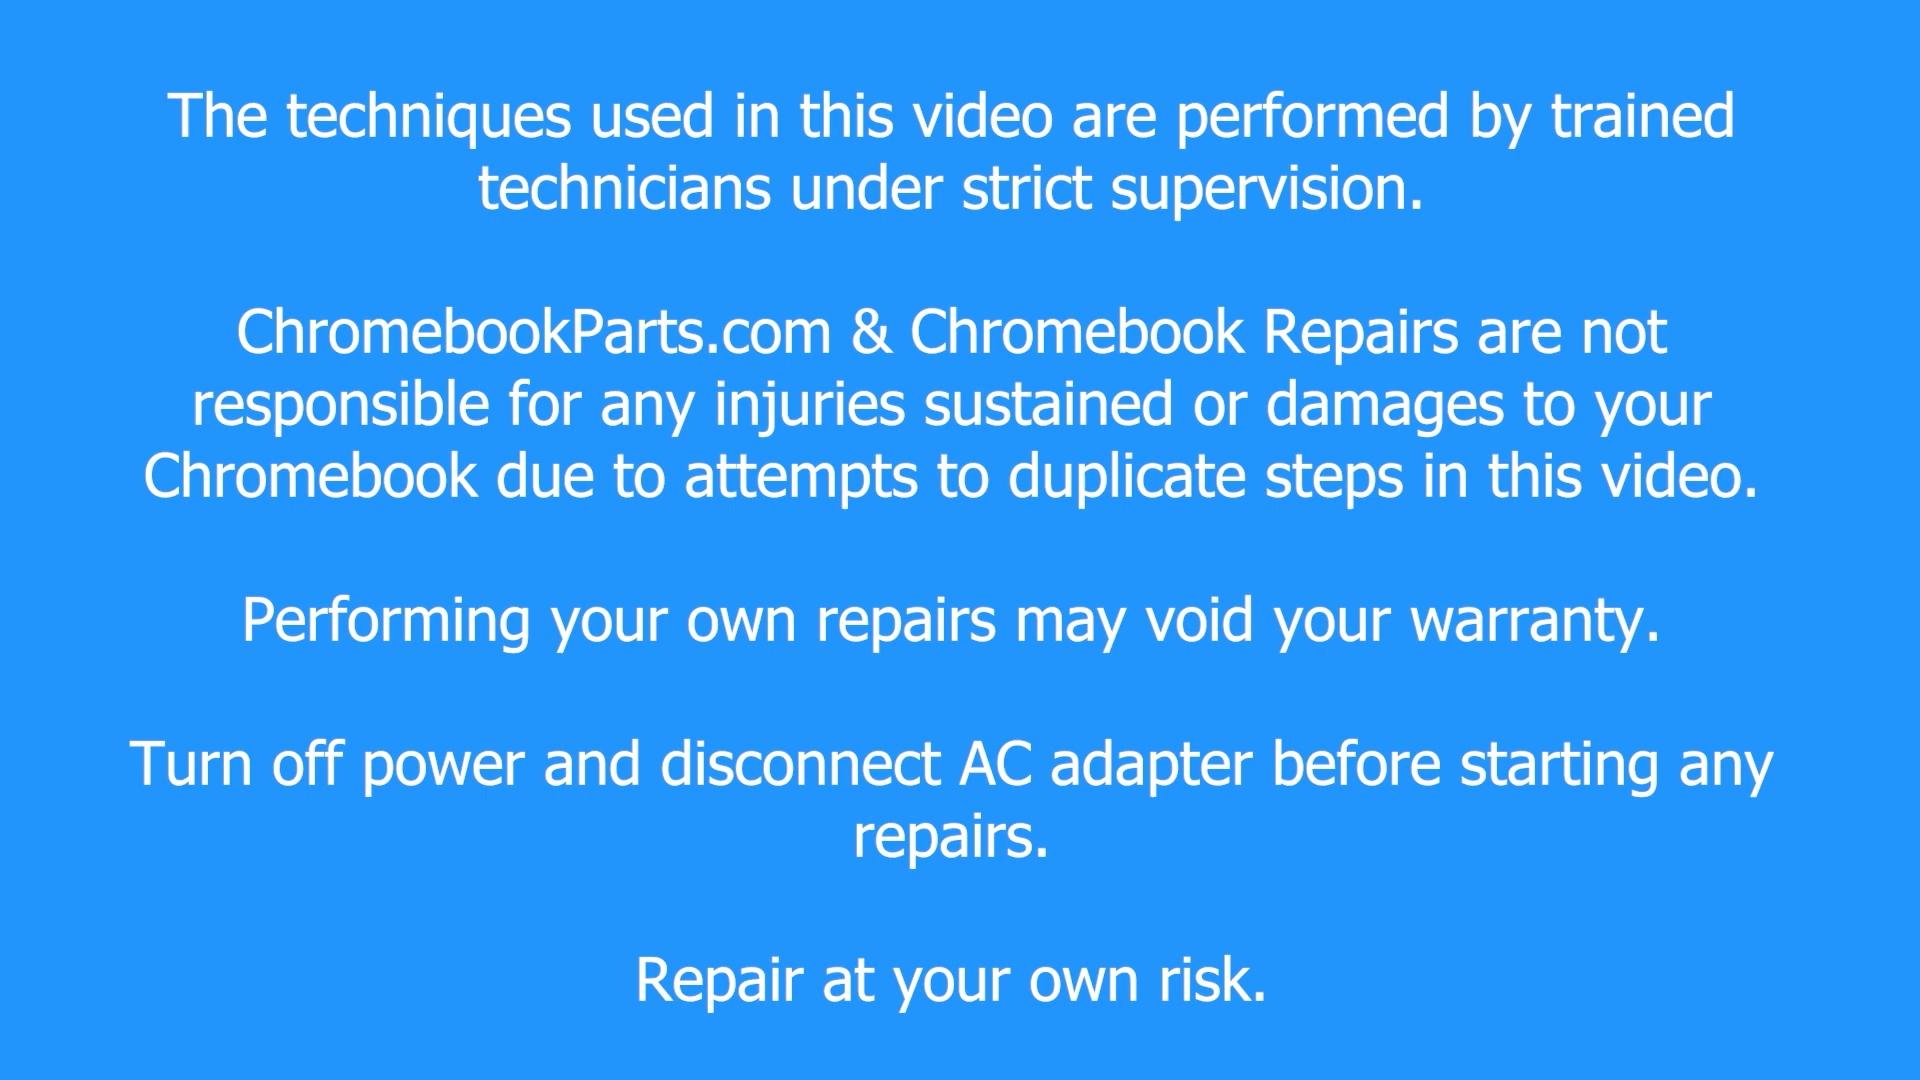 The techniques used in this video are performed by trained
technicians under strict supervision.
ChromebookParts.com & Chromebook Repairs are not
responsible for any injuries sustained or damages to your
Chromebook due to attempts to duplicate steps in this video.
Performing your own repairs may void your warranty.
Turn off power and disconnect AC adapter before starting any
repairs.
Repair at your own risk.